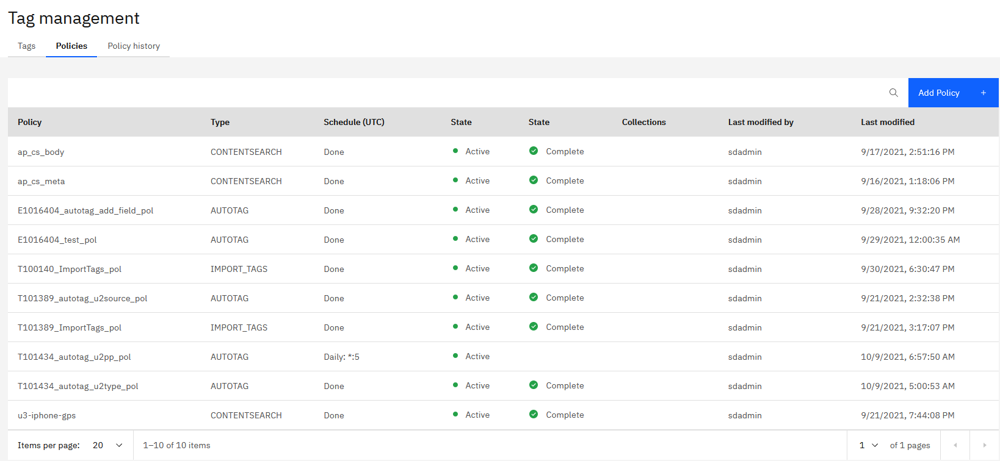 Tag management
Tags Policies Policy history
Add Policy +
Policy Type Schedule (UTC) State State Collections Last modified by Last modified
ap_cs_body CONTENTSEARCH Done Active Complete sdadmin 9/17/2021, 2:51:16 PM
ap_cs_meta CONTENTSEARCH Done Active Complete sdadmin 9/16/2021, 1:18:06 PM
E1016404_autotag_add_field_pol AUTOTAG Done Active Complete sdadmin 9/28/2021, 9:32:20 PM
E1016404_test_pol AUTOTAG Done Active Complete sdadmin 9/29/2021, 12:00:35 AM
T100140_ImportTags_pol IMPORT_TAGS Done Active Complete sdadmin 9/30/2021, 6:30:47 PM
T101389_autotag_u2source_pol AUTOTAG Done Active Complete sdadmin 9/21/2021, 2:32:38 PM
T101389_ImportTags_pol IMPORT_TAGS Done Active Complete sdadmin 9/21/2021, 3:17:07 PM
T101434_autotag_u2pp_pol AUTOTAG Daily: *:5 Active sdadmin 10/9/2021, 6:57:50 AM
T101434_autotag_u2type_pol AUTOTAG Done Active Complete sdadmin 10/9/2021, 5:00:53 AM
u3-iphone-gps CONTENTSEARCH Done Active Complete sdadmin 9/21/2021, 7:44:08 PM
Items per page: 20 1–10 of 10 items 1 of 1 pages